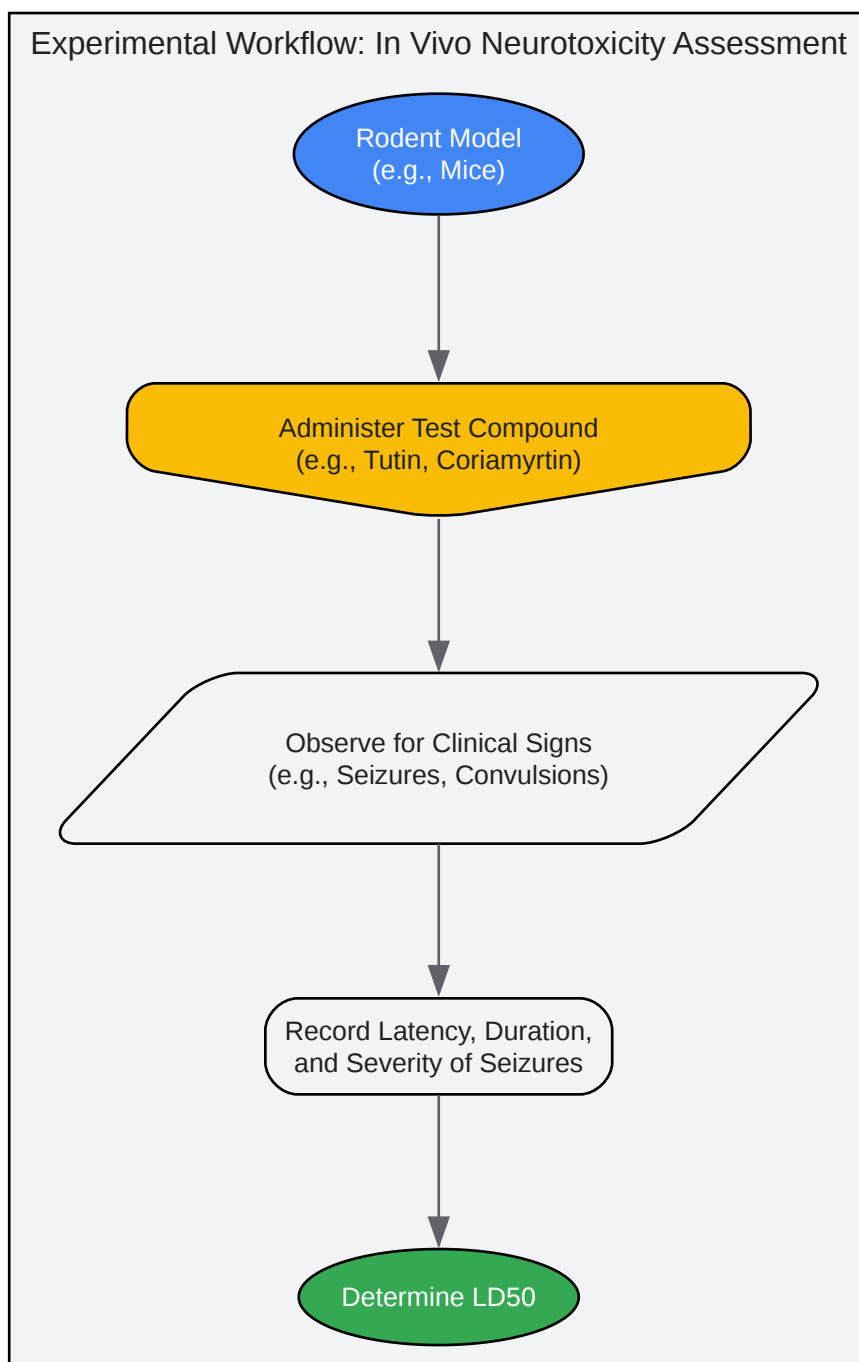 Experimental Workflow: In Vivo Neurotoxicity Assessment
Rodent Model
(e.g., Mice)
Administer Test Compound
(e.g., Tutin, Coriamyrtin)
Observe for Clinical Signs
(e.g., Seizures, Convulsions)
Record Latency, Duration,
and Severity of Seizures
Determine LD50